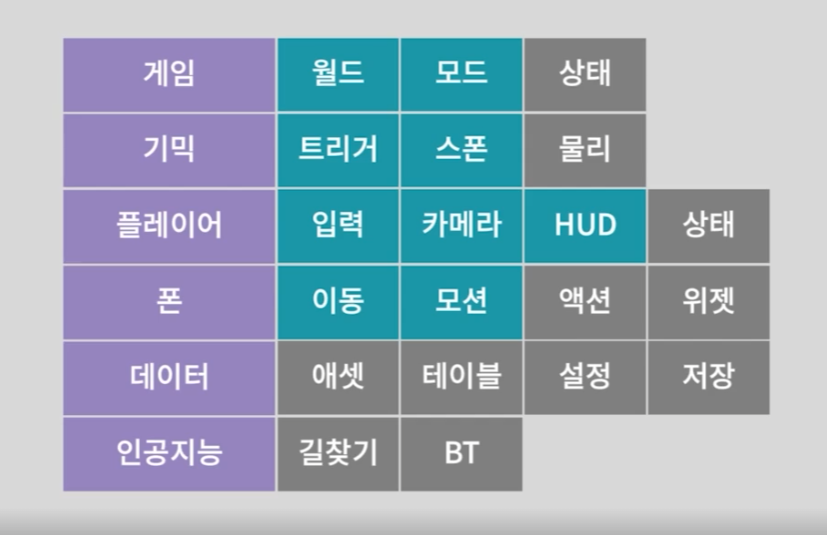 게임 월드 모드 상태
기믹 트리거 스폰 물리
플레이어 입력 카메라 HUD 상태
폰 이동 모션 액션 위젯
데이터 애셋 테이블 설정 저장
인공지능 길찾기 BT